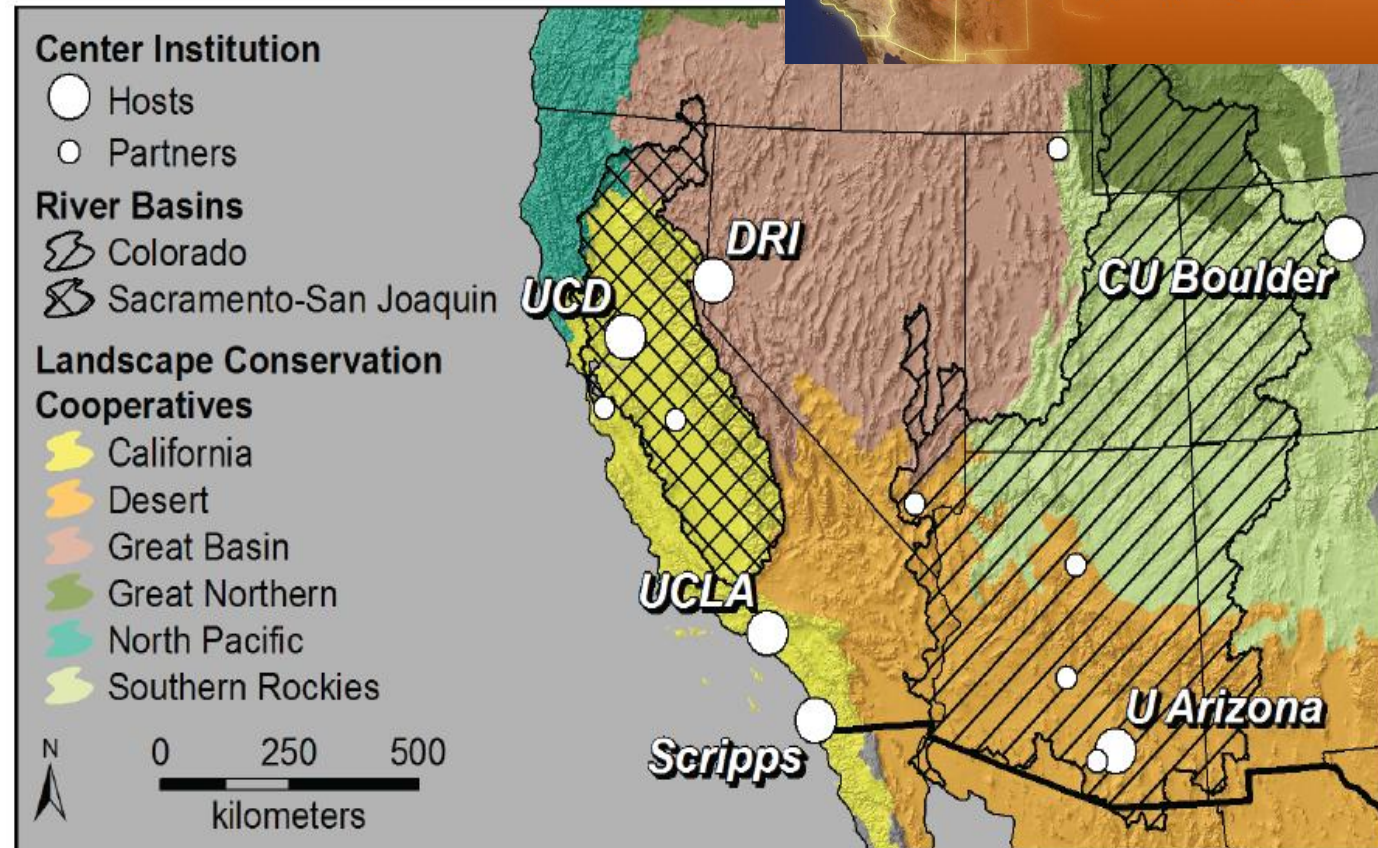 Center Institution
Hosts
Partners
River Basins
Colorado
Sacramento-San Joaquin
Landscape Conservation
Cooperatives
California
Desert
Great Basin
Great Northern
North Pacific
Southern Rockies
N
0 250 500
kilometers
DRI
UCD
CU Boulder
UCLA
U Arizona
Scripps